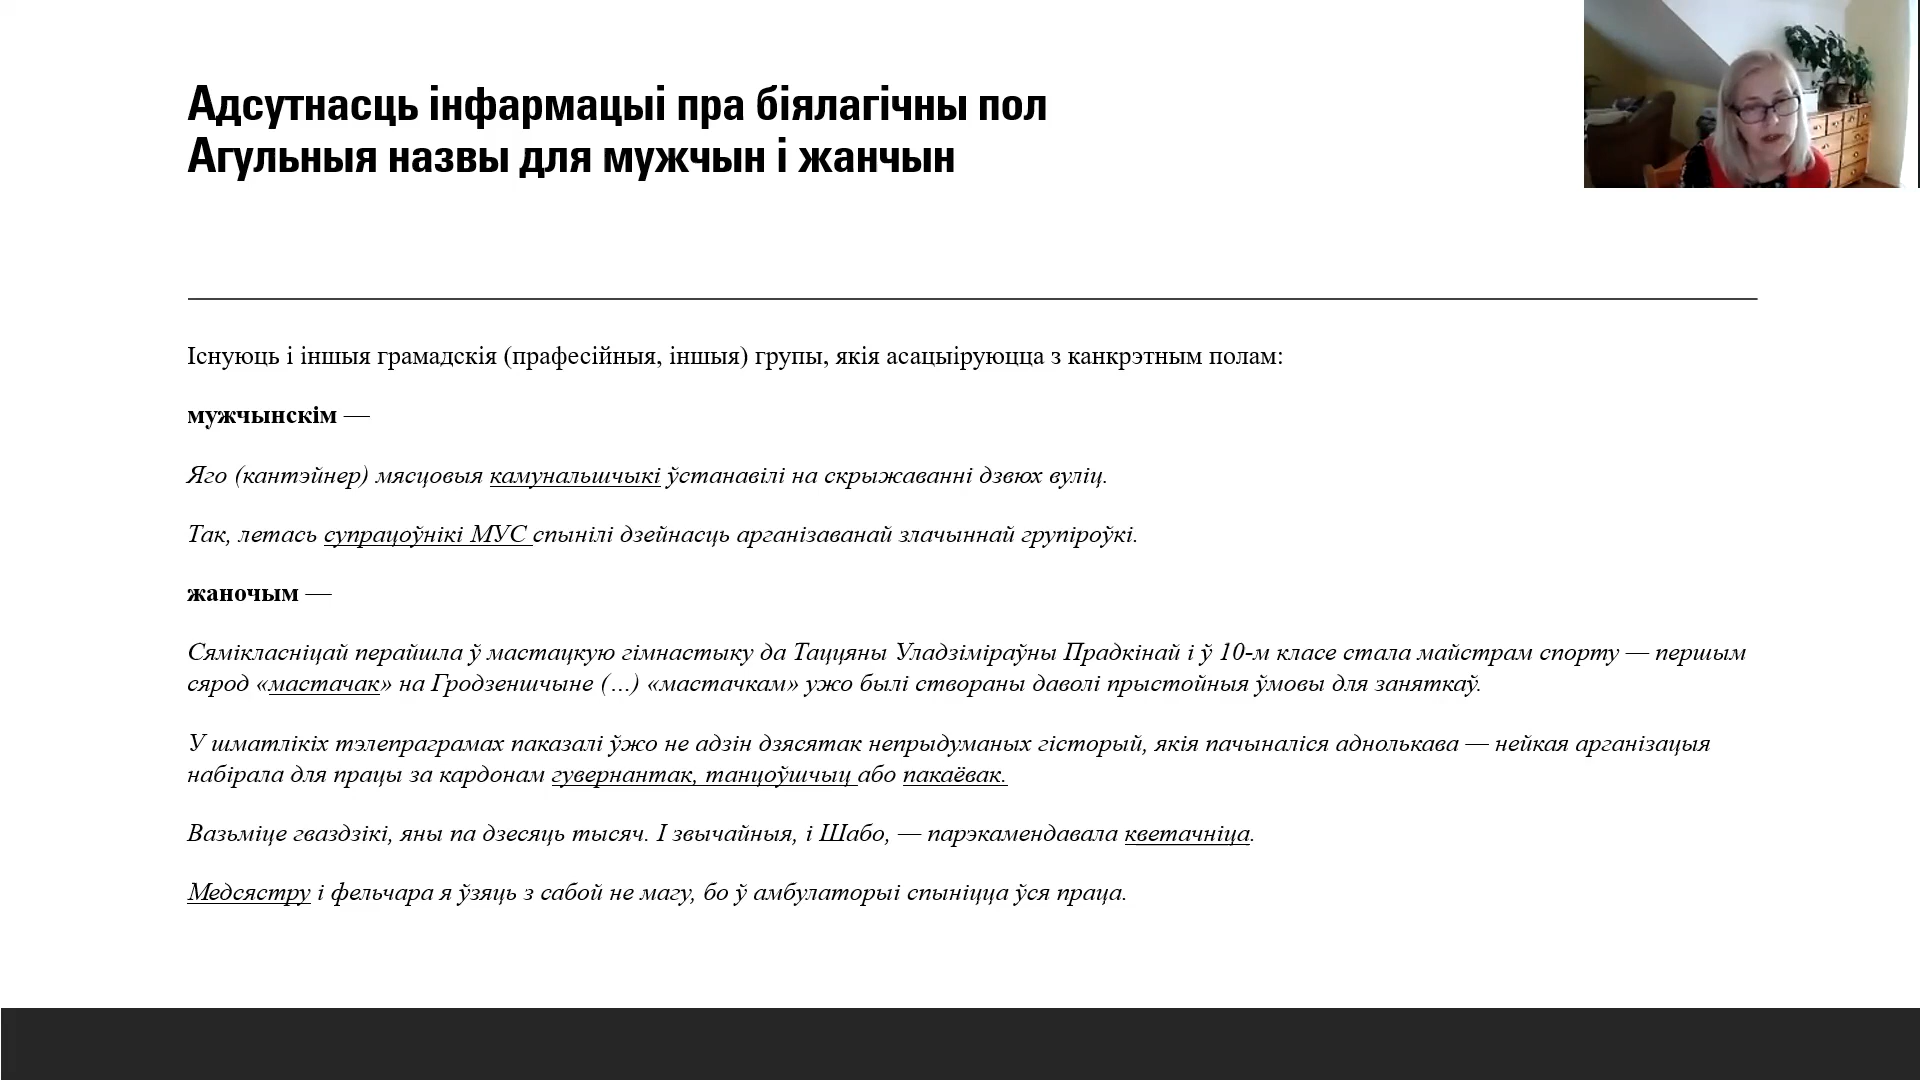 Адсутнасць інфармацыі пра біялагічны пол
Агульныя назвы для мужчын і жанчын
Існуюць і іншыя грамадскія (прафесійныя, іншыя) групы, якія асацыіруюцца з канкрэтным полам:
мужчынскім —
Яго (кантэйнер) мясцовыя камунальшчыкі ўстанавілі на скрыжаванні дзвюх вуліц.
Так, летась супрацоўнікі МУС спынілі дзейнасць арганізаванай злачыннай групіроўкі.
жаночым —
Сямікласніцай перайшла ў мастацкую гімнастыку да Таццяны Уладзіміраўны Прадкінай і ў 10-м класе стала майстрам спорту — першым
сярод «мастачак» на Гродзеншчыне (…) «мастачкам» ужо былі створаны даволі прыстойныя ўмовы для заняткаў.
У шматлікіх тэлепраграмах паказалі ўжо не адзін дзясятак непрыдуманых гісторый, якія пачыналіся аднолькава — нейкая арганізацыя
набірала для працы за кардонам гувернантак, танцоўшчыц або пакаёвак.
Вазьміце гваздзікі, яны па дзесяць тысяч. І звычайныя, і Шабо, — парэкамендавала кветачніца.
Медсястру і фельчара я ўзяць з сабой не магу, бо ў амбулаторыі спыніцца ўся праца.